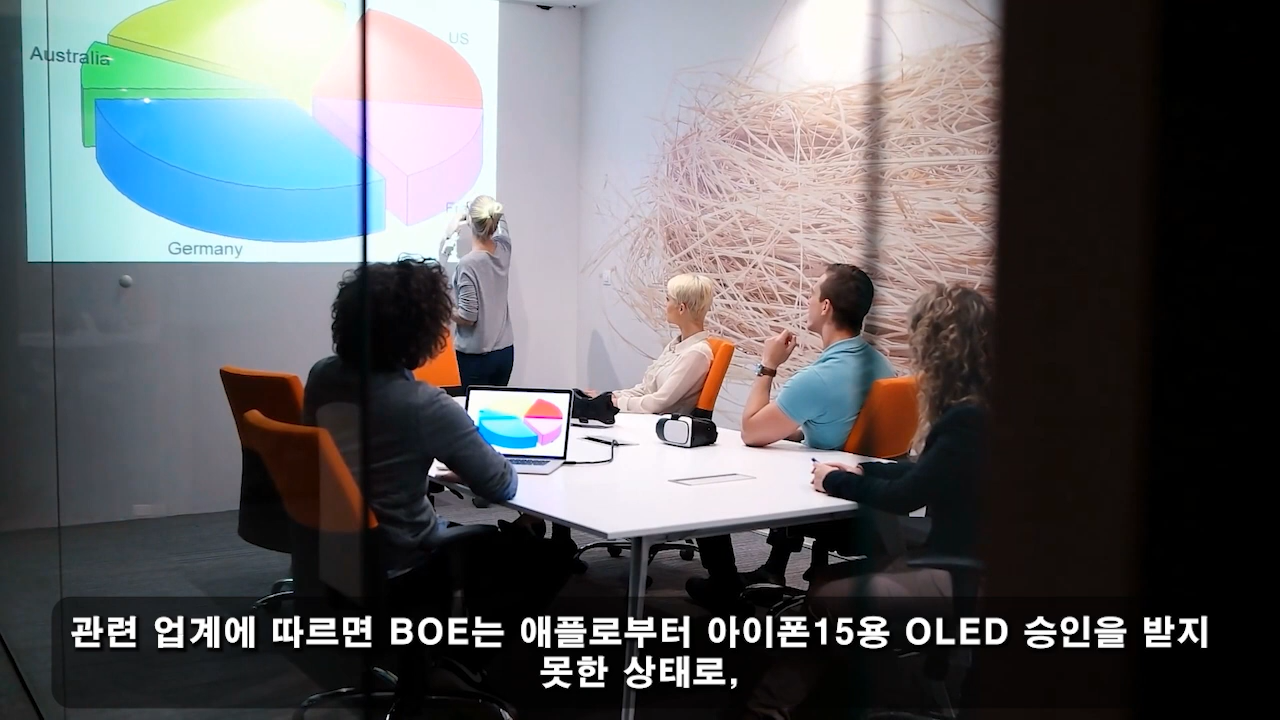 US
Australia
Germany
관련 업계에 따르면 BOE는 애플로부터 아이폰15용 OLED 승인을 받지
못한 상태로,